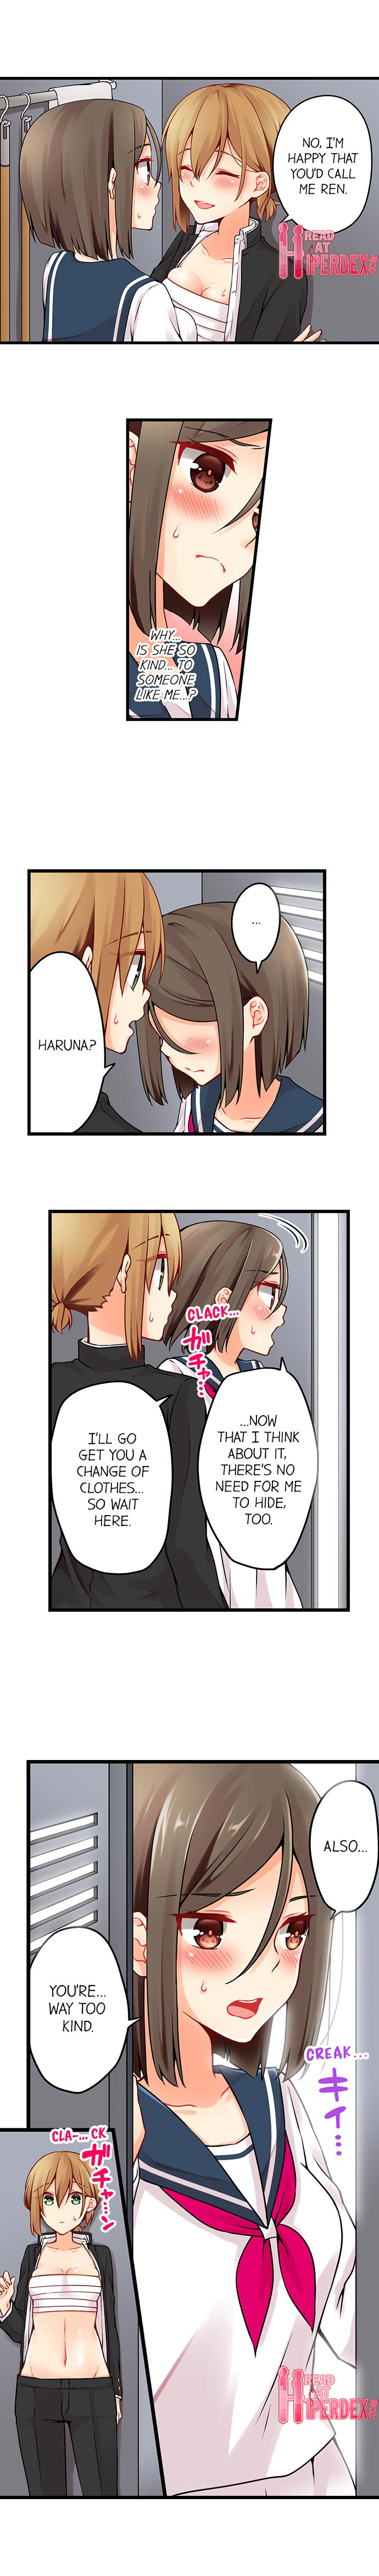 NO, I'M
HAPPY THAT
YOU'D CALL
ME REN.
READ
AT
HIPERDEX
WHY...
IS SHE SO
KIND... TO
SOMEONE
LIKE ME...?
...
HARUNA?
CLACK...
ガチャ…
...NOW
THAT I THINK
ABOUT IT,
THERE'S NO
NEED FOR ME
TO HIDE,
TOO.
I'LL GO
GET YOU A
CHANGE OF
CLOTHES...
SO WAIT
HERE.
ALSO...
YOU'RE...
WAY TOO
KIND.
CREAK...
キイ…
CLA-...CK
ガチャ…ン
READ
AT
HIPERDEX